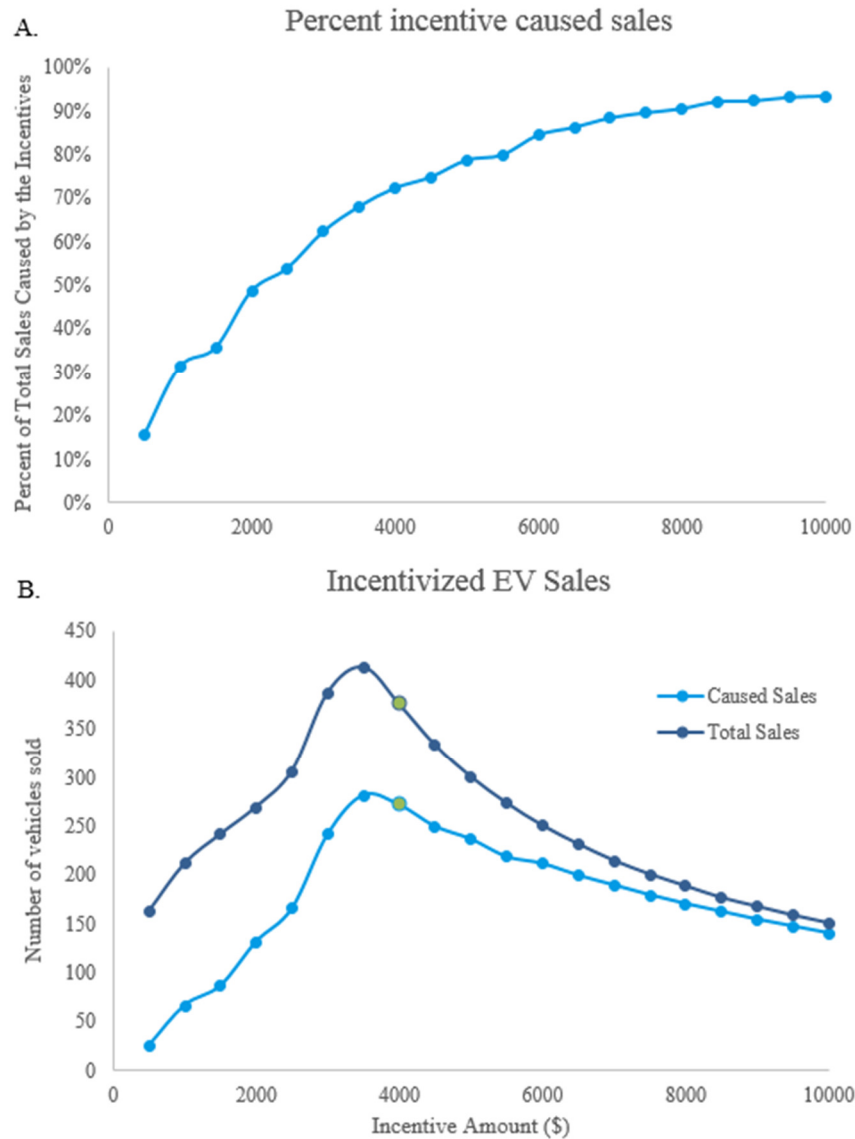 A.
Percent incentive caused sales
Percent of Total Sales Caused by the Incentives
100%
90%
80%
70%
60%
50%
40%
30%
20%
10%
0%
0 2000 4000 6000 8000 10000
B.
Incentivized EV Sales
Number of vehicles sold
450
400
350
300
250
200
150
100
50
0
Caused Sales
Total Sales
0 2000 4000 6000 8000 10000
Incentive Amount ($)